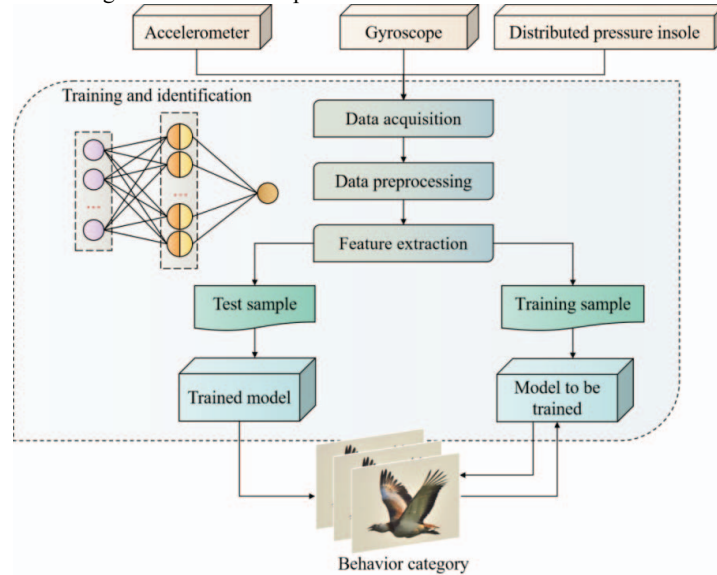 Accelerometer
Gyroscope
Distributed pressure insole
Training and identification
Data acquisition
Data preprocessing
Feature extraction
Test sample
Training sample
Trained model
Model to be
trained
Behavior category